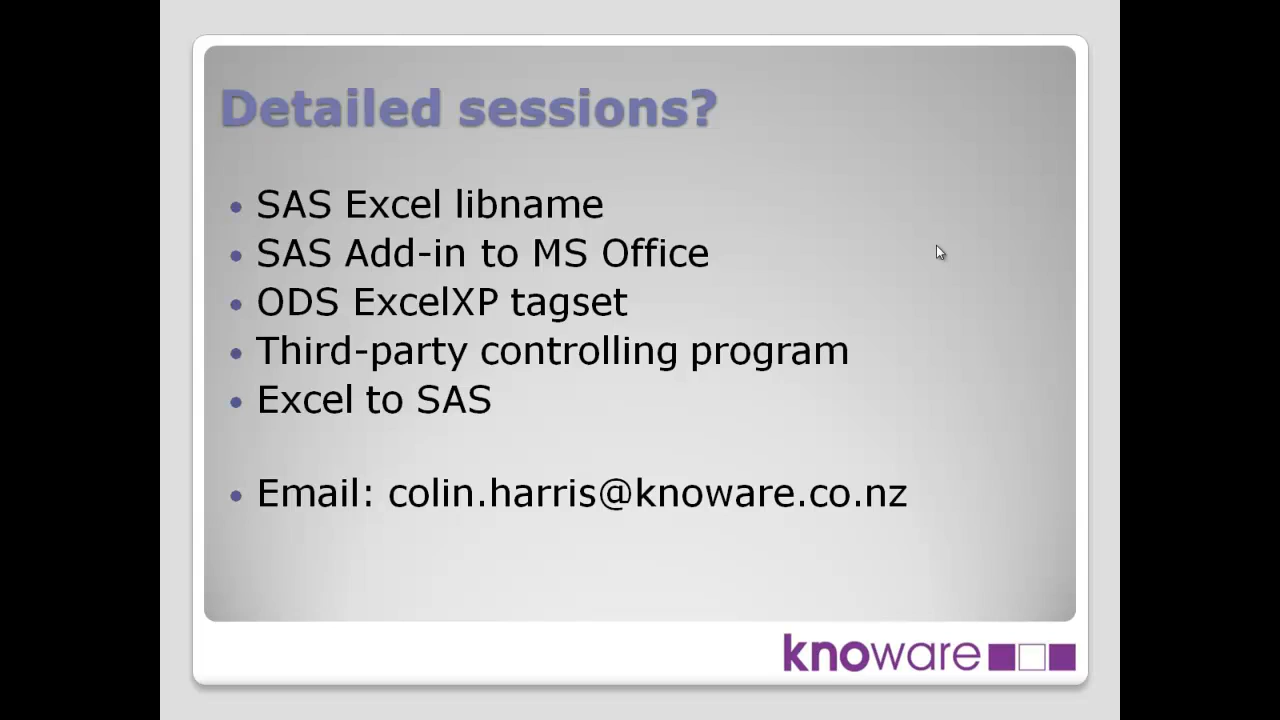 Detailed sessions?
SAS Excel libname
SAS Add-in to MS Office
ODS ExcelXP tagset
Third-party controlling program
Excel to SAS
Email: colin.harris@knoware.co.nz
knoware